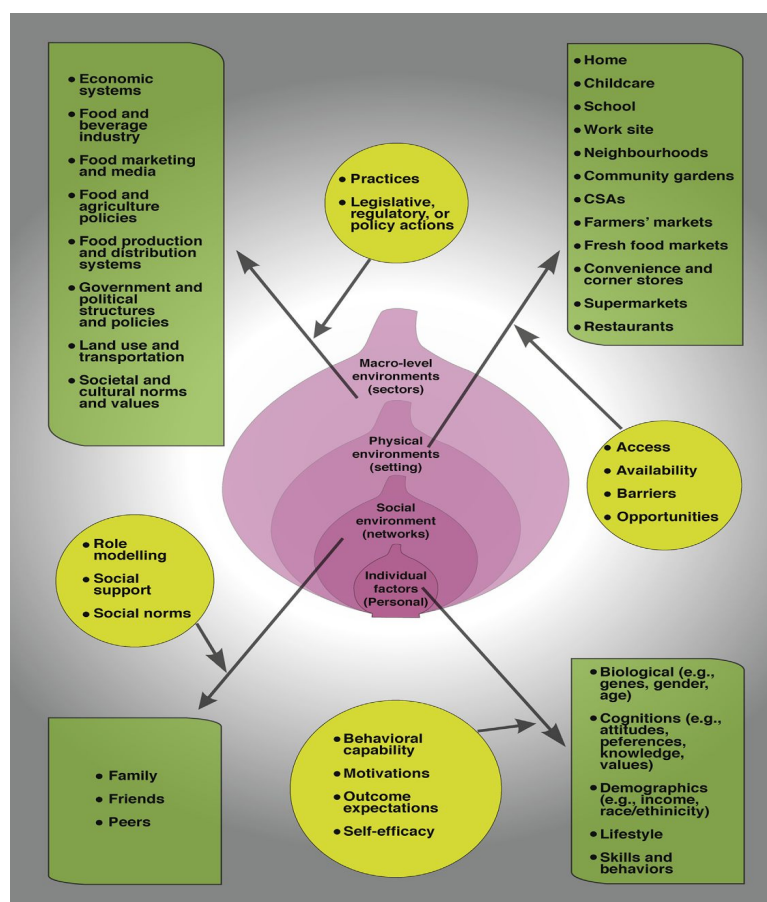 Economic
systems
Food and
beverage
industry
Food marketing
and media
Food and
agriculture
policies
Food production
and distribution
systems
Government and
political
structures
and policies
Land use and
transportation
Societal and
cultural norms
and values
Practices
Legislative,
regulatory, or
policy actions
Home
Childcare
School
Work site
Neighbourhoods
Community gardens
CSAs
Farmers' markets
Fresh food markets
Convenience and
corner stores
Supermarkets
Restaurants
Macro-level
environments
(sectors)
Physical
environments
(setting)
Social
environment
(networks)
Individual
factors
(Personal)
Access
Availability
Barriers
Opportunities
Role
modelling
Social
support
Social norms
Family
Friends
Peers
Behavioral
capability
Motivations
Outcome
expectations
Self-efficacy
Biological (e.g.,
genes, gender,
age)
Cognitions (e.g.,
attitudes,
peferences,
knowledge,
values)
Demographics
(e.g., income,
race/ethinicity)
Lifestyle
Skills and
behaviors